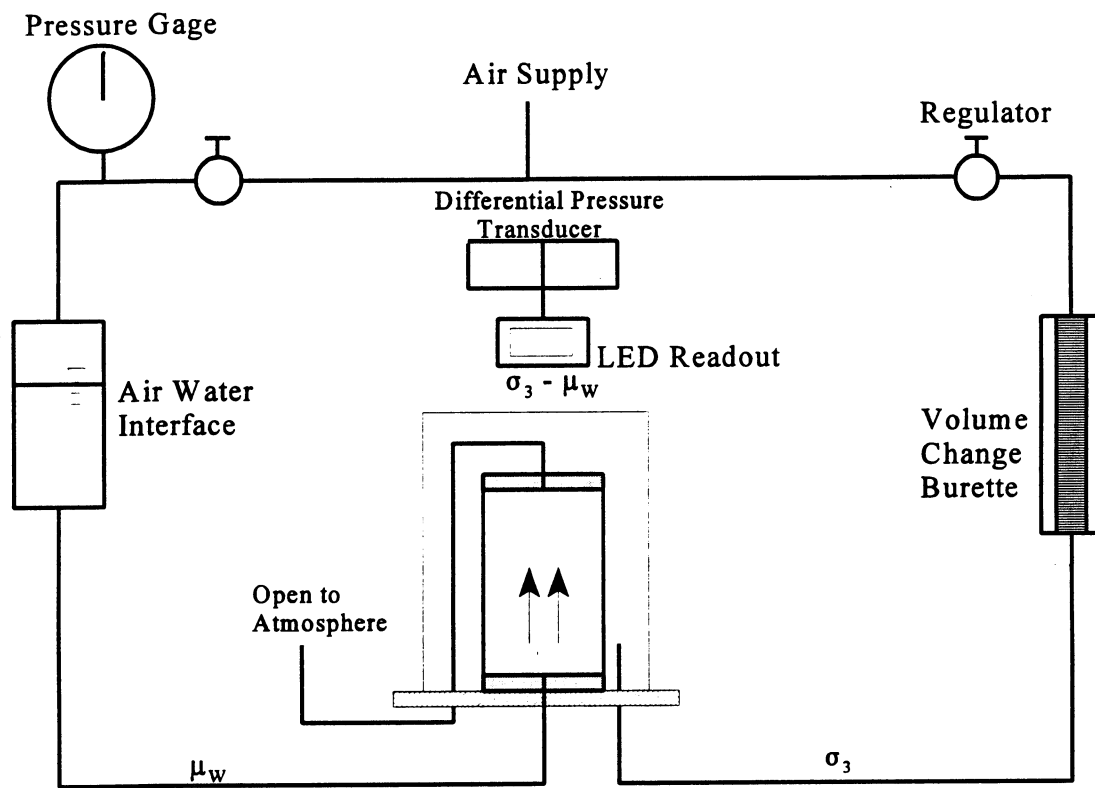 Pressure Gage
Air Supply
Regulator
Differential Pressure
Transducer
LED Readout
σ3 - μW
Air Water
Interface
Volume
Change
Burette
Open to
Atmosphere
μW
σ3